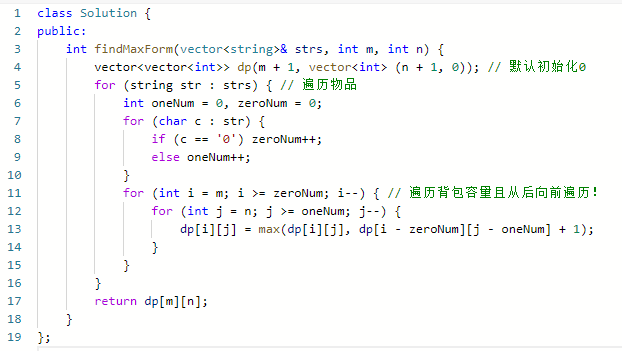 1 class Solution {
2 public:
3     int findMaxForm(vector<string>& strs, int m, int n) {
4         vector<vector<int>> dp(m + 1, vector<int> (n + 1, 0)); // 默认初始化0
5         for (string str : strs) { // 遍历物品
6             int oneNum = 0, zeroNum = 0;
7             for (char c : str) {
8                 if (c == '0') zeroNum++;
9                 else oneNum++;
10             }
11             for (int i = m; i >= zeroNum; i--) { // 遍历背包容量且从后向前遍历!
12                 for (int j = n; j >= oneNum; j--) {
13                     dp[i][j] = max(dp[i][j], dp[i - zeroNum][j - oneNum] + 1);
14                 }
15             }
16         }
17         return dp[m][n];
18     }
19 };